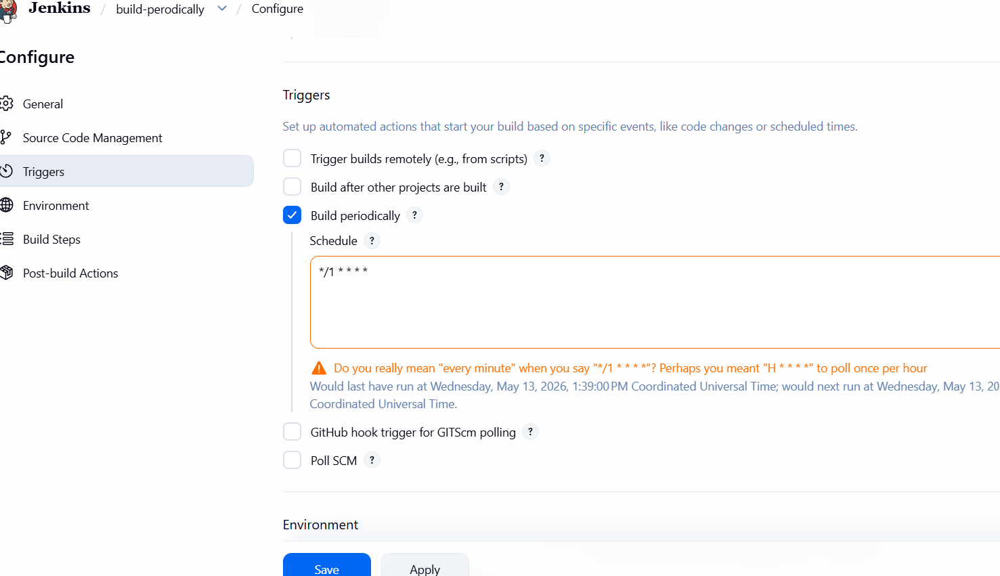 Jenkins / build-perodically / Configure
Configure
General
Source Code Management
Triggers
Environment
Build Steps
Post-build Actions
Triggers
Set up automated actions that start your build based on specific events, like code changes or scheduled times.
Trigger builds remotely (e.g., from scripts) ?
Build after other projects are built ?
Build periodically ?
Schedule ?
*/1 * * * *
Do you really mean "every minute" when you say "*/1 * * * *"? Perhaps you meant "H * * * *" to poll once per hour
Would last have run at Wednesday, May 13, 2026, 1:39:00 PM Coordinated Universal Time; would next run at Wednesday, May 13, 20
Coordinated Universal Time.
GitHub hook trigger for GITScm polling ?
Poll SCM ?
Environment
Save Apply